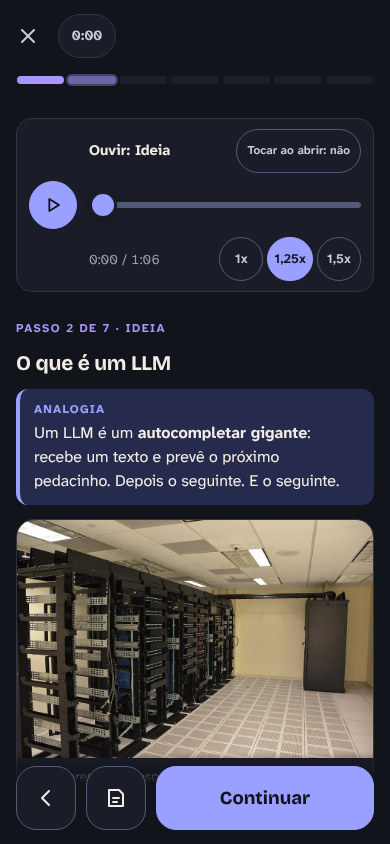 0:00
Ouvir: Ideia
Tocar ao abrir: não
0:00 / 1:06
1x
1,25x
1,5x
PASSO 2 DE 7 · IDEIA
O que é um LLM
ANALOGIA
Um LLM é um autocompletar gigante:
recebe um texto e prevê o próximo
pedacinho. Depois o seguinte. E o seguinte.
Continuar